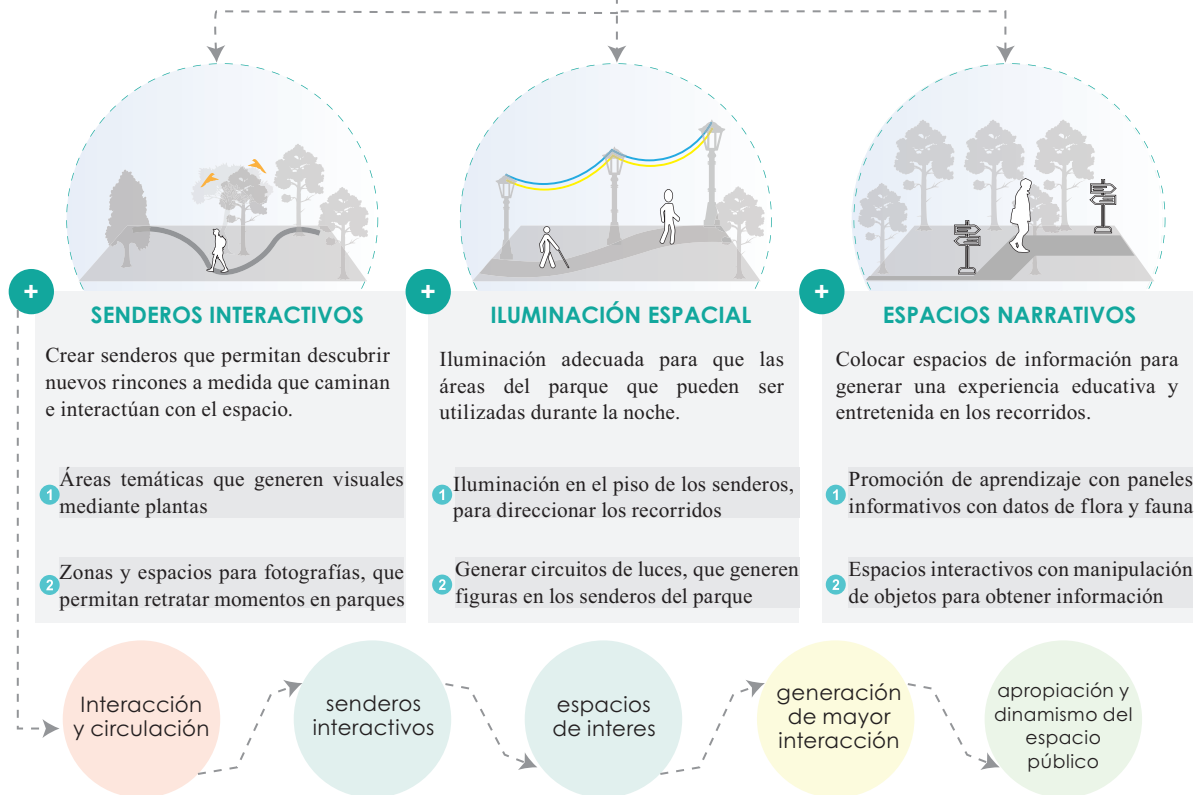 +
SENDEROS INTERACTIVOS
Crear senderos que permitan descubrir
nuevos rincones a medida que caminan
e interactúan con el espacio.
1
Áreas temáticas que generen visuales
mediante plantas
2
Zonas y espacios para fotografías, que
permitan retratar momentos en parques
+
ILUMINACIÓN ESPACIAL
Iluminación adecuada para que las
áreas del parque que pueden ser
utilizadas durante la noche.
1
Iluminación en el piso de los senderos,
para direccionar los recorridos
2
Generar circuitos de luces, que generen
figuras en los senderos del parque
+
ESPACIOS NARRATIVOS
Colocar espacios de información para
generar una experiencia educativa y
entretenida en los recorridos.
1
Promoción de aprendizaje con paneles
informativos con datos de flora y fauna
2
Espacios interactivos con manipulación
de objetos para obtener información
Interacción
y circulación
senderos
interactivos
espacios
de interes
generación
de mayor
interacción
apropiación y
dinamismo del
espacio
público